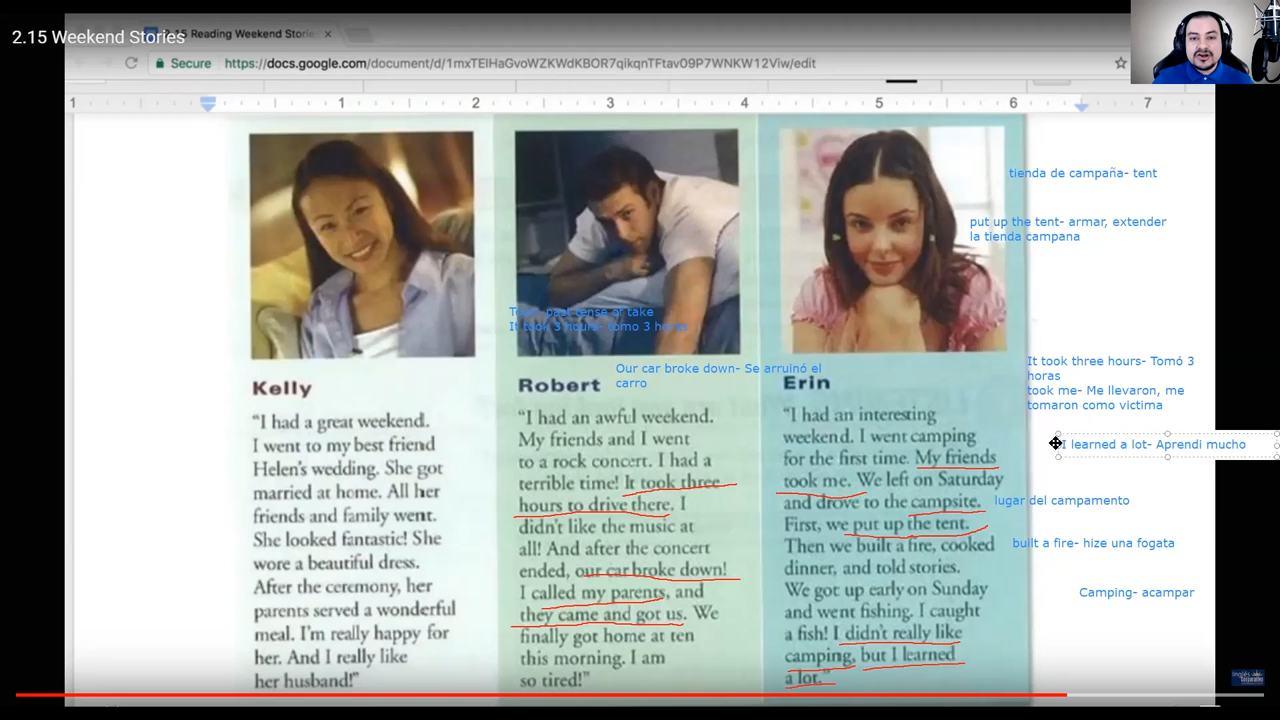 2.15 Weekend Stories
2.15 Reading Weekend Storie
Secure
https://docs.google.com/document/d/1mxTEIHaGvoWZKWdKBOR7qikqnTFtav09P7WNKW12Viw/edit
1 1 2 3 4 5 6 7
Kelly
"I had a great weekend.
I went to my best friend
Helen's wedding. She got
married at home. All her
friends and family went.
She looked fantastic! She
wore a beautiful dress.
After the ceremony, her
parents served a wonderful
meal. I'm really happy for
her. And I really like
her husband!"
Took- past tense of take
It took 3 hours- tomo 3 horas
Our car broke down- Se arruinó el
carro
Robert
"I had an awful weekend.
My friends and I went
to a rock concert. I had a
terrible time! It took three
hours to drive there. I
didn't like the music at
all! And after the concert
ended, our car broke down!
I called my parents, and
they came and got us. We
finally got home at ten
this morning. I am
so tired!"
Erin
"I had an interesting
weekend. I went camping
for the first time. My friends
took me. We left on Saturday
and drove to the campsite.
First, we put up the tent.
Then we built a fire, cooked
dinner, and told stories.
We got up early on Sunday
and went fishing. I caught
a fish! I didn't really like
camping, but I learned
a lot."
tienda de campaña- tent
put up the tent- armar, extender
la tienda campana
It took three hours- Tomó 3
horas
took me- Me llevaron, me
tomaron como victima
I learned a lot- Aprendi mucho
lugar del campamento
built a fire- hize una fogata
Camping- acampar